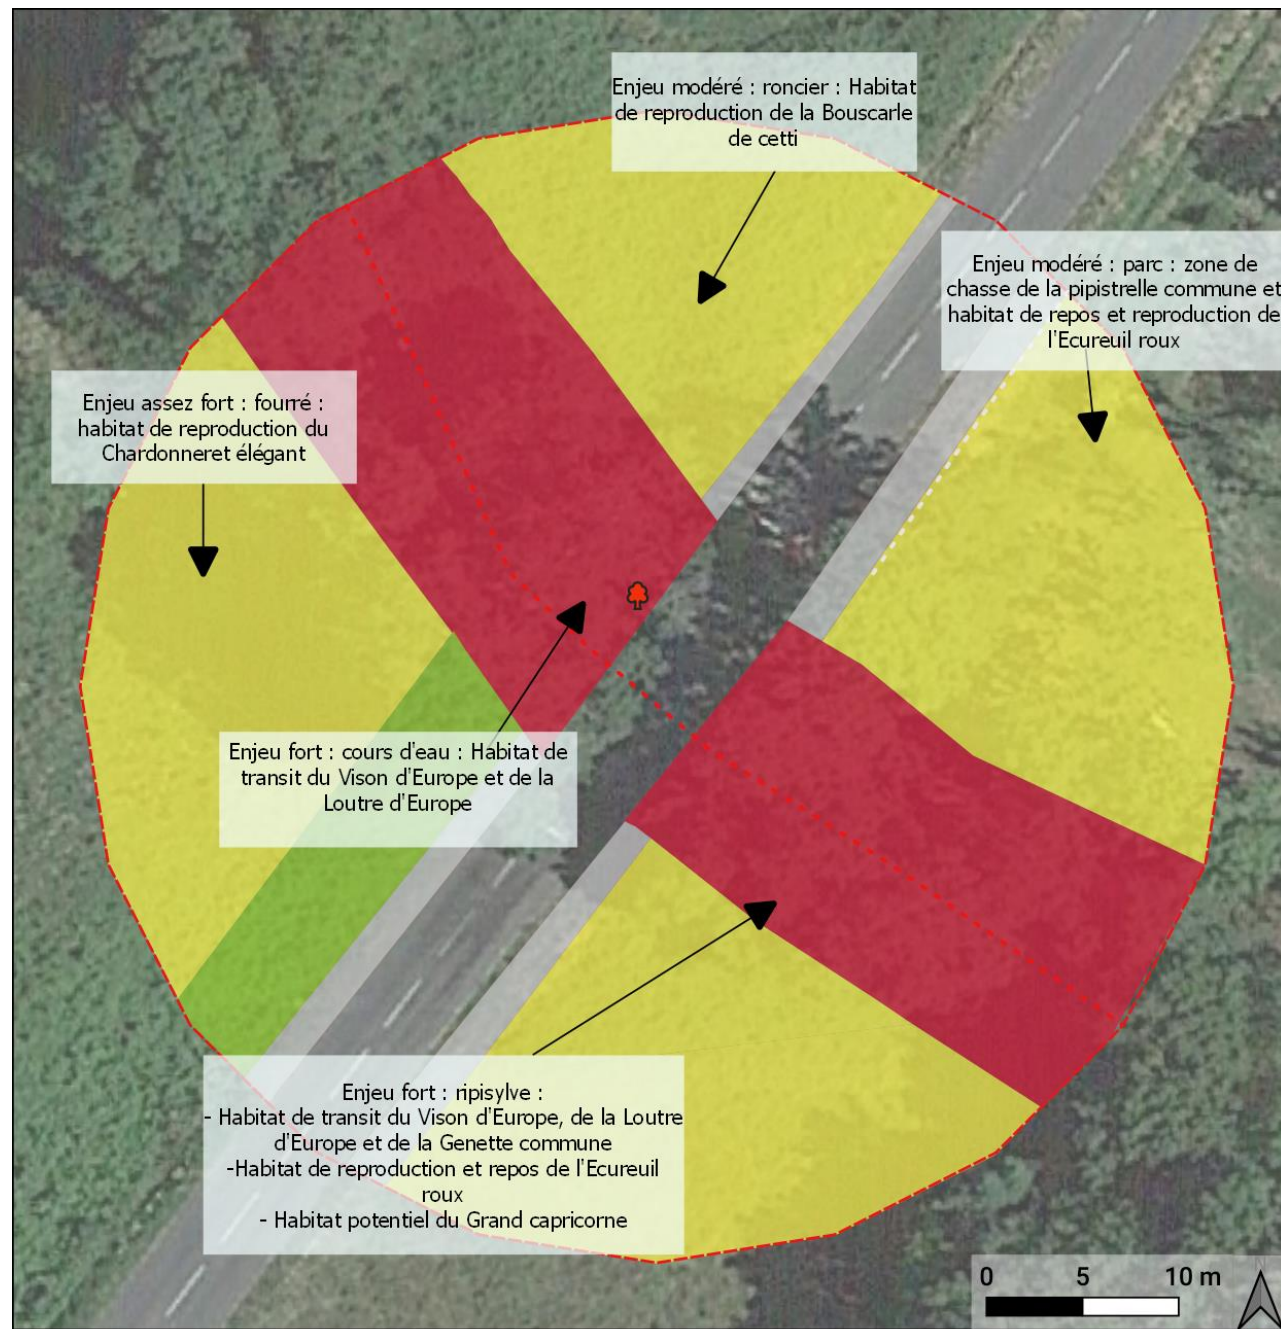 Enjeu modéré : roncier : Habitat
de reproduction de la Bouscarle
de cetti
Enjeu modéré : parc : zone de
chasse de la pipistrelle commune et
habitat de repos et reproduction de
l'Ecureuil roux
Enjeu assez fort : fourré :
habitat de reproduction du
Chardonneret élégant
Enjeu fort : cours d'eau : Habitat de
transit du Vison d'Europe et de la
Loutre d'Europe
Enjeu fort : ripisylve :
- Habitat de transit du Vison d'Europe, de la Loutre
d'Europe et de la Genette commune
-Habitat de reproduction et repos de l'Ecureuil
roux
- Habitat potentiel du Grand capricorne
0 5 10 m